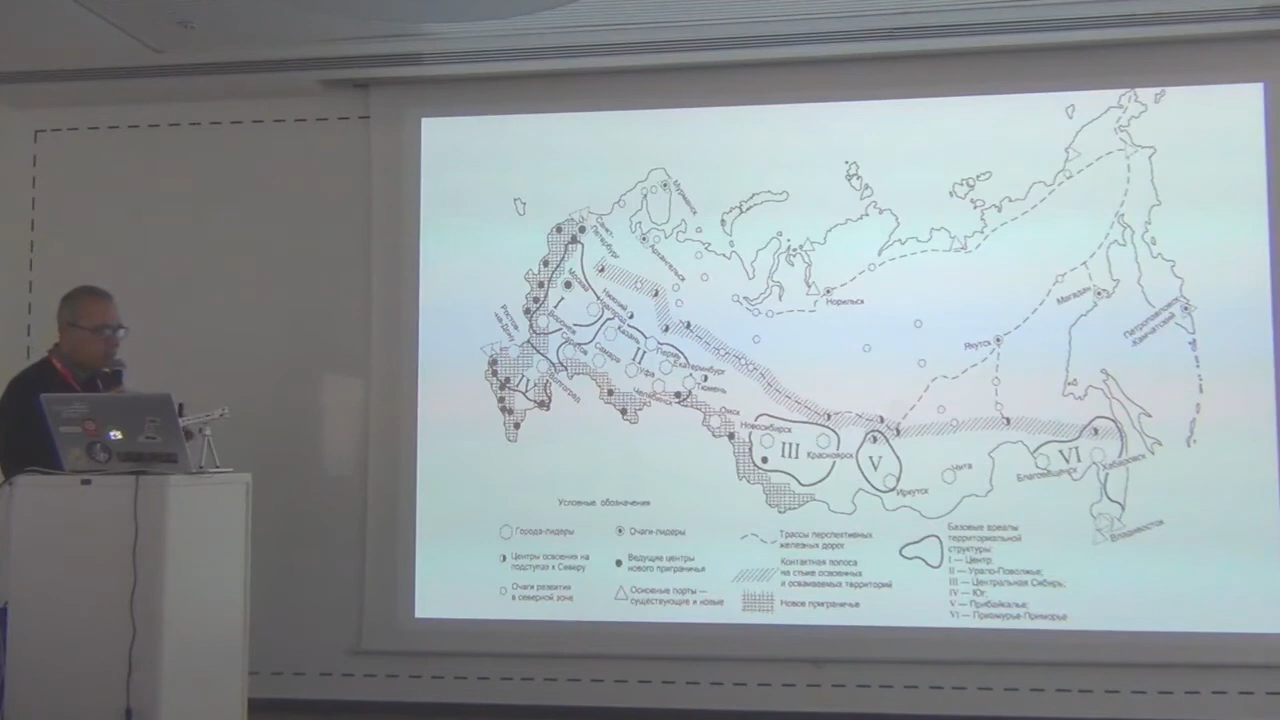 Мурманск
Санкт-
Петербург
Архангельск
Москва
Нижний
Новгород
Норильск
Магадан
Петропавловск
-Камчатский
Ростов-
на-Дону
I
Воронеж
Казань
Якутск
Саратов
Самара
II
Пермь
Екатеринбург
Уфа
IV
Волгоград
Челябинск
Тюмень
Омск
Новосибирск
III
Красноярск
V
VI
Иркутск
Чита
Благовещенск
Хабаровск
Владивосток
Условные обозначения
Города-лидеры
Центры освоения на
подступах к Северу
Очаги развития
в северной зоне
Очаги-лидеры
Ведущие центры
нового приграничья
Основные порты —
существующие и новые
Трассы перспективных
железных дорог
Контактная полоса
на стыке освоенных
и осваиваемых территорий
Новое приграничье
Базовые ареалы
территориальной
структуры:
I — Центр;
II — Урало-Поволжье;
III — Центральная Сибирь;
IV — Юг;
V — Прибайкалье;
VI — Приамурье-Приморье